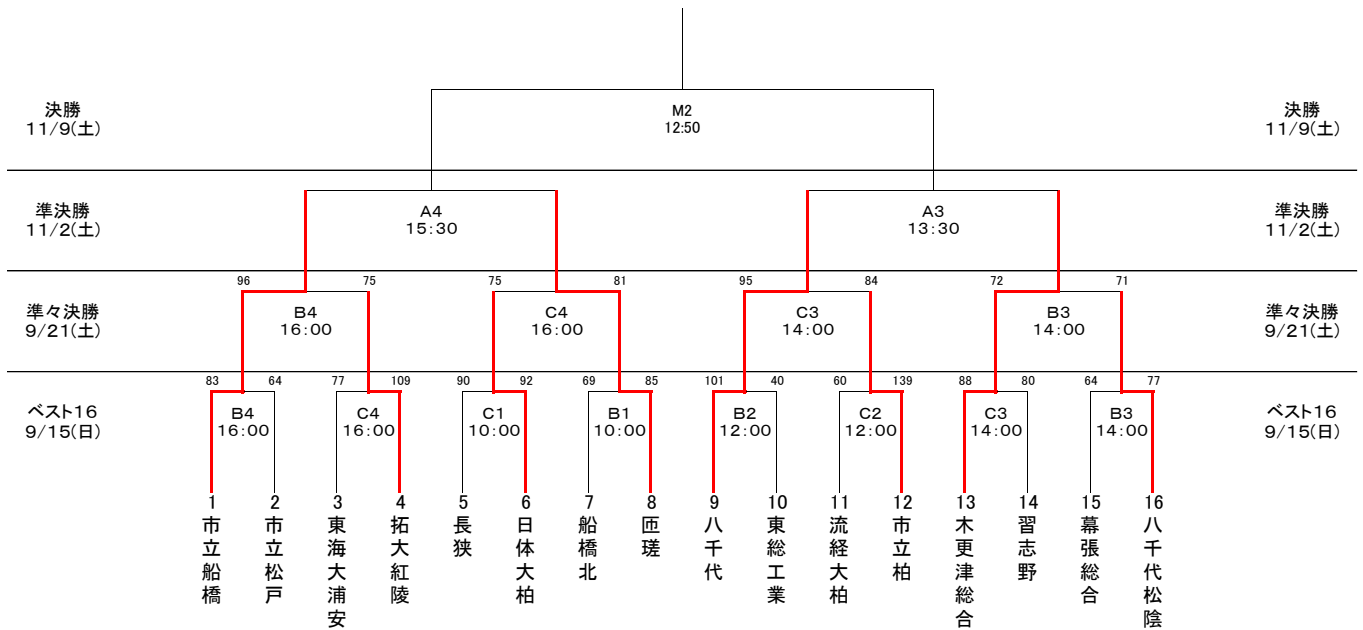 決勝
11/9(土)
M2
12:50
決勝
11/9(土)
準決勝
11/2(土)
A4
15:30
A3
13:30
準決勝
11/2(土)
96 75 75 81 95 84 72 71
準々決勝
9/21(土)
B4
16:00
C4
16:00
C3
14:00
B3
14:00
準々決勝
9/21(土)
83 64 77 109 90 92 69 85 101 40 60 139 88 80 64 77
ベスト16
9/15(日)
B4
16:00
C4
16:00
C1
10:00
B1
10:00
B2
12:00
C2
12:00
C3
14:00
B3
14:00
ベスト16
9/15(日)
1
市立船橋
2
市立松戸
3
東海大浦安
4
拓大紅陵
5
長狭
6
日体大柏
7
船橋北
8
匝瑳
9
八千代
10
東総工業
11
流経大柏
12
市立柏
13
木更津総合
14
習志野
15
幕張総合
16
八千代松陰